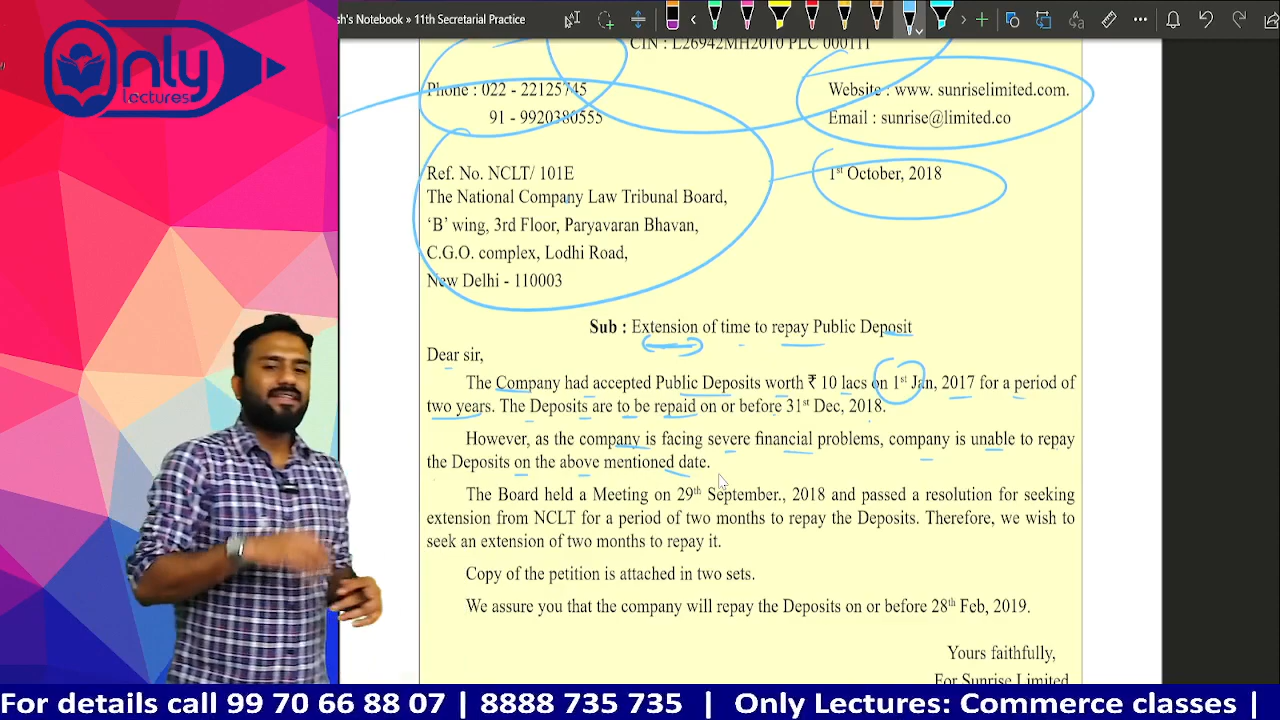 sh's Notebook » 11th Secretarial Practice
Only
lectures
CIN : L26942MH2010 PLC 000111
Phone : 022 - 22125745
Website : www. sunriselimited.com.
91 - 9920380555
Email : sunrise@limited.co
Ref. No. NCLT/ 101E
1st October, 2018
The National Company Law Tribunal Board,
‘B’ wing, 3rd Floor, Paryavaran Bhavan,
C.G.O. complex, Lodhi Road,
New Delhi - 110003
Sub : Extension of time to repay Public Deposit
Dear sir,
The Company had accepted Public Deposits worth ₹ 10 lacs on 1st Jan, 2017 for a period of
two years. The Deposits are to be repaid on or before 31st Dec, 2018.
However, as the company is facing severe financial problems, company is unable to repay
the Deposits on the above mentioned date.
The Board held a Meeting on 29th September., 2018 and passed a resolution for seeking
extension from NCLT for a period of two months to repay the Deposits. Therefore, we wish to
seek an extension of two months to repay it.
Copy of the petition is attached in two sets.
We assure you that the company will repay the Deposits on or before 28th Feb, 2019.
Yours faithfully,
For Sunrise Limited
For details call 99 70 66 88 07 | 8888 735 735 | Only Lectures: Commerce classes |